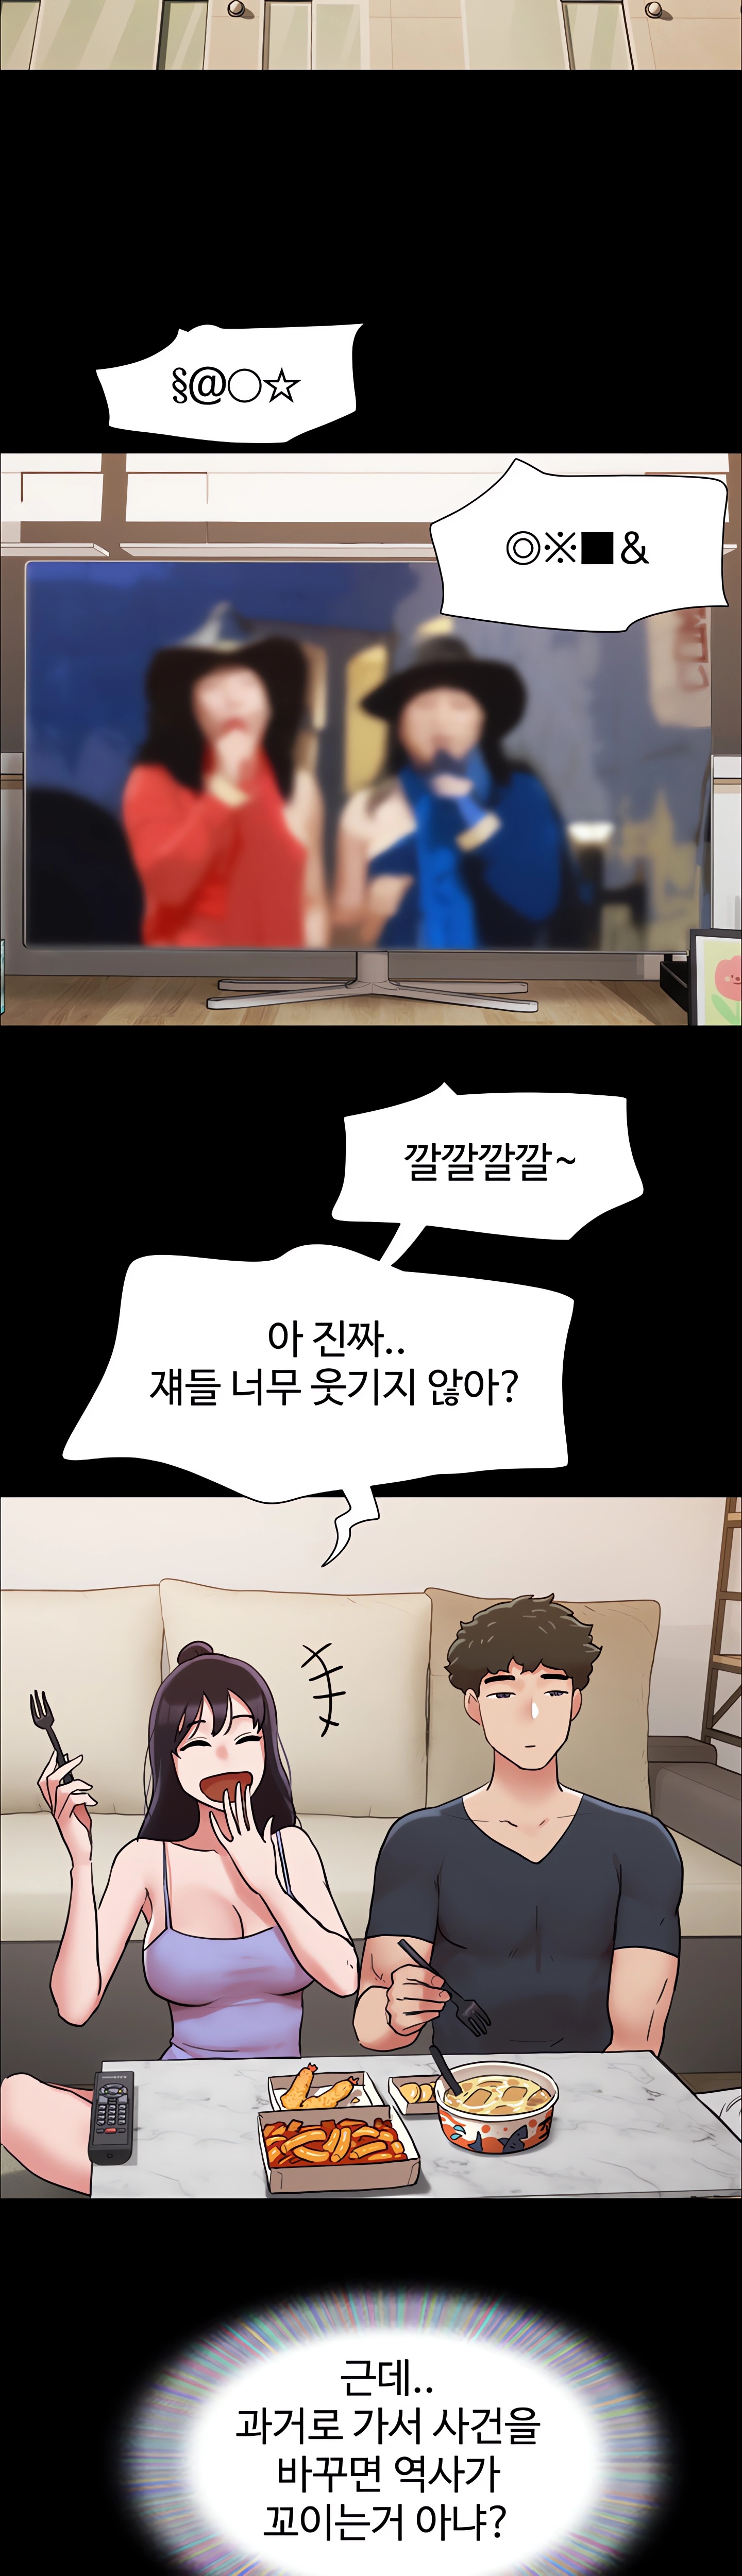 §@○☆
◎※■&
깔깔깔깔~
아 진짜..
쟤들 너무 웃기지 않아?
근데..
과거로 가서 사건을
바꾸면 역사가
꼬이는거 아냐?